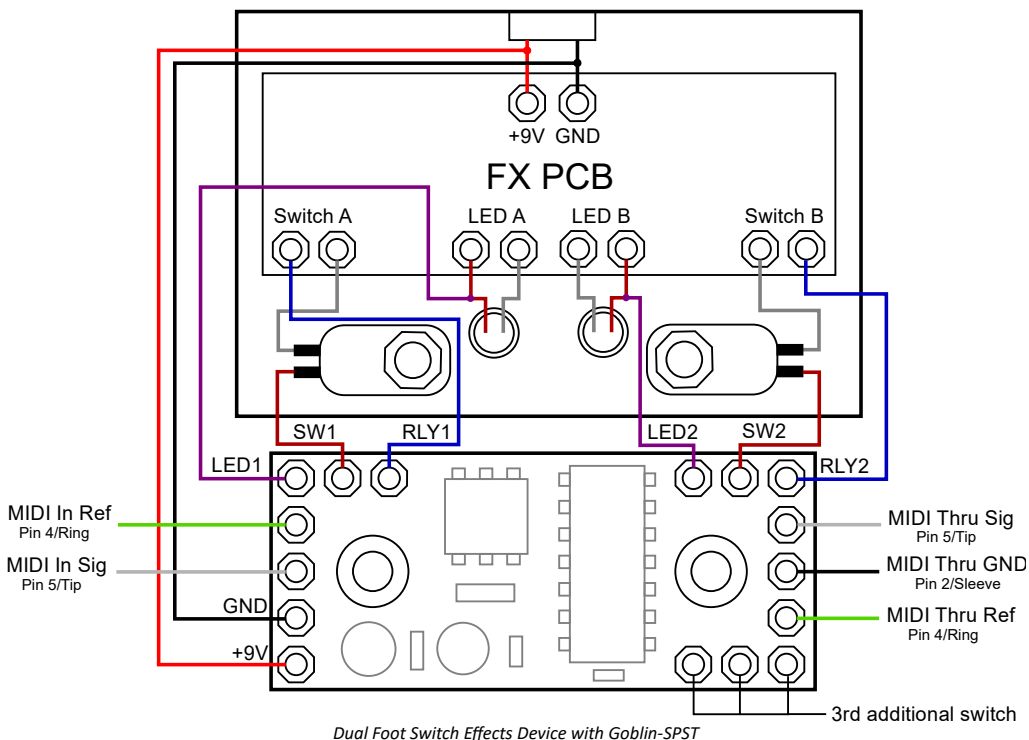 +9V GND
FX PCB
Switch A
LED A
LED B
Switch B
SW1
RLY1
LED2
SW2
LED1
RLY2
MIDI In Ref
Pin 4/Ring
MIDI In Sig
Pin 5/Tip
GND
+9V
MIDI Thru Sig
Pin 5/Tip
MIDI Thru GND
Pin 2/Sleeve
MIDI Thru Ref
Pin 4/Ring
3rd additional switch
Dual Foot Switch Effects Device with Goblin-SPST